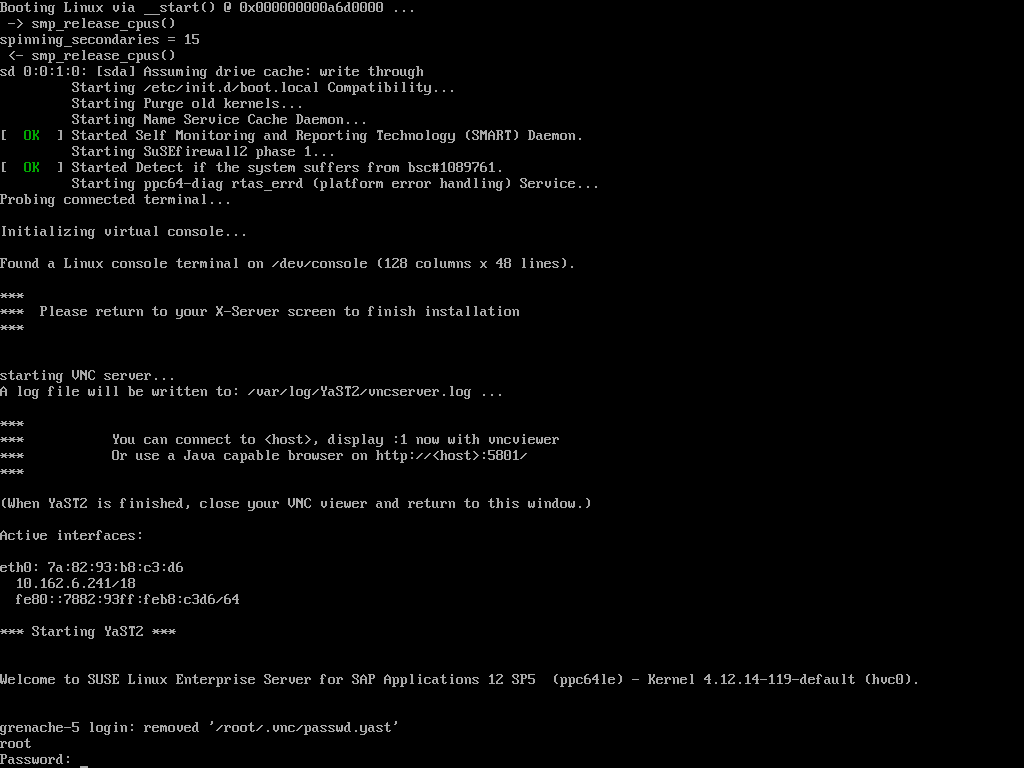 Booting Linux via __start() @ 0x000000000a6d0000 ...
 -> smp_release_cpus()
spinning_secondaries = 15
 <- smp_release_cpus()
sd 0:0:1:0: [sda] Assuming drive cache: write through
         Starting /etc/init.d/boot.local Compatibility...
         Starting Purge old kernels...
         Starting Name Service Cache Daemon...
[  OK  ] Started Self Monitoring and Reporting Technology (SMART) Daemon.
         Starting SuSEfirewall2 phase 1...
[  OK  ] Started Detect if the system suffers from bsc#1089761.
         Starting ppc64-diag rtas_errd (platform error handling) Service...
Probing connected terminal...
Initializing virtual console...
Found a Linux console terminal on /dev/console (128 columns x 48 lines).
***
***  Please return to your X-Server screen to finish installation
***
starting VNC server...
A log file will be written to: /var/log/YaST2/vncserver.log ...
***
***           You can connect to <host>, display :1 now with vncviewer
***           Or use a Java capable browser on http://<host>:5801/
***
(When YaST2 is finished, close your VNC viewer and return to this window.)
Active interfaces:
eth0: 7a:82:93:b8:c3:d6
  10.162.6.241/18
  fe80::7882:93ff:feb8:c3d6/64
*** Starting YaST2 ***
Welcome to SUSE Linux Enterprise Server for SAP Applications 12 SP5  (ppc64le) - Kernel 4.12.14-119-default (hvc0).
grenache-5 login: removed '/root/.vnc/passwd.yast'
root
Password: _